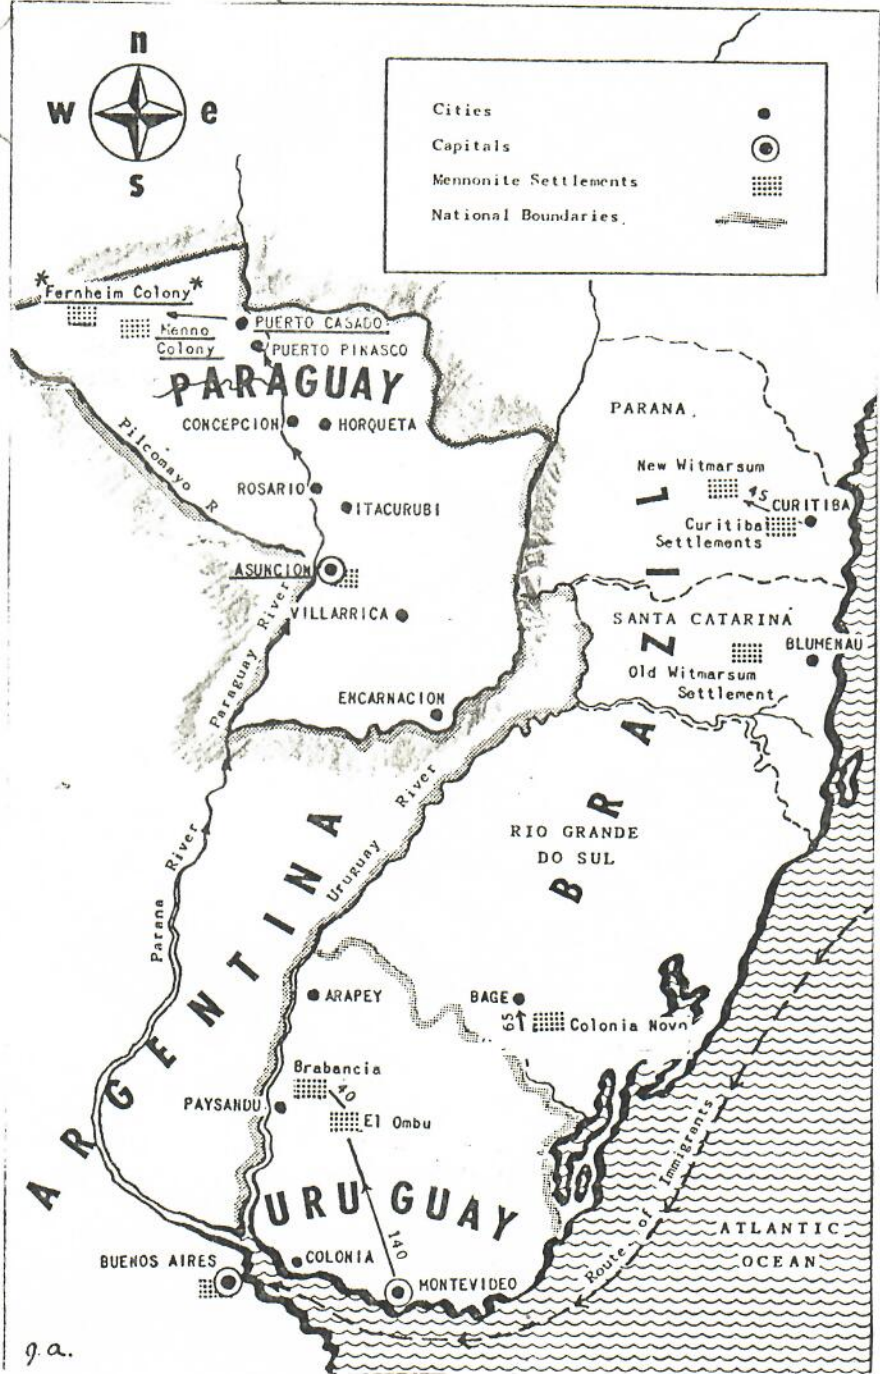 n
w e
s
Cities
Capitals
Mennonite Settlements
National Boundaries.
*Fernheim Colony*
Menno
Colony
PUERTO CASADO
PUERTO PINASCO
PARAGUAY
CONCEPCION
HORQUETA
Pilcomayo R
ROSARIO
ITACURUBI
ASUNCION
VILLARRICA
Paraguay River
ENCARNACION
PARANA
New Witmarsum
45
CURITIBA
Curitiba
Settlements
SANTA CATARINA
BLUMENAU
Old Witmarsum
Settlement
BRAZIL
RIO GRANDE
DO SUL
Parana River
Uruguay River
ARGENTINA
ARAPEY
BAGE
65
Colonia Novo
Brabancia
40
PAYSANDU
El Ombu
URUGUAY
140
COLONIA
BUENOS AIRES
MONTEVIDEO
Route of Immigrants
ATLANTIC
OCEAN
g.a.